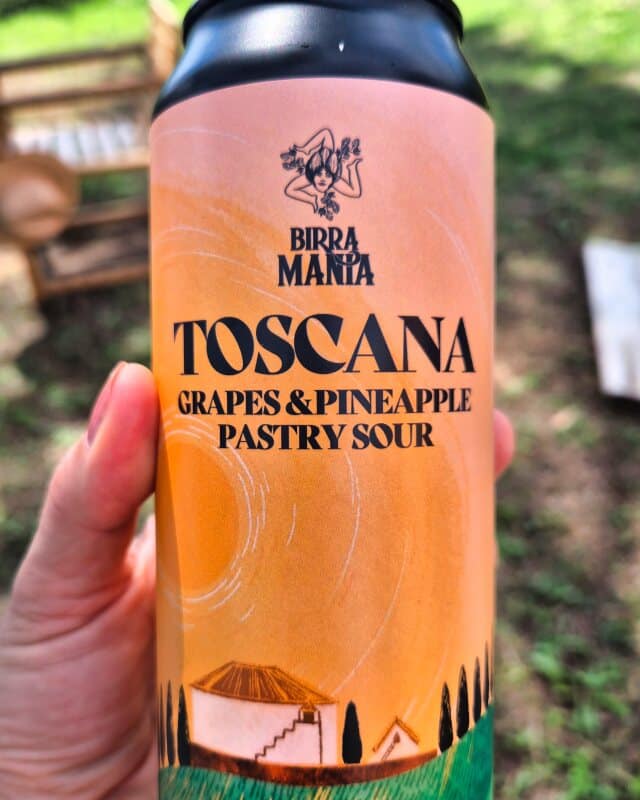 BIRRA
MANIA
TOSCANA
GRAPES & PINEAPPLE
PASTRY SOUR